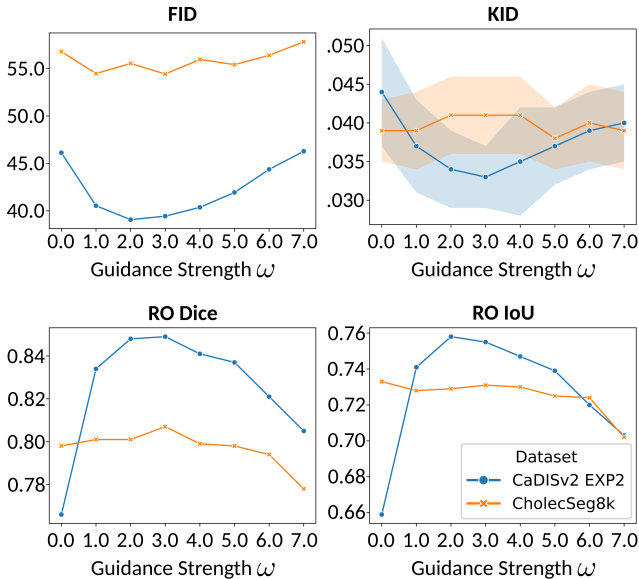 FID
KID
55.0
50.0
45.0
40.0
.050
.045
.040
.035
.030
0.0 1.0 2.0 3.0 4.0 5.0 6.0 7.0
0.0 1.0 2.0 3.0 4.0 5.0 6.0 7.0
Guidance Strength ω
Guidance Strength ω
RO Dice
RO IoU
0.84
0.82
0.80
0.78
0.76
0.74
0.72
0.70
0.68
0.66
Dataset
CaDISv2 EXP2
CholecSeg8k
0.0 1.0 2.0 3.0 4.0 5.0 6.0 7.0
0.0 1.0 2.0 3.0 4.0 5.0 6.0 7.0
Guidance Strength ω
Guidance Strength ω